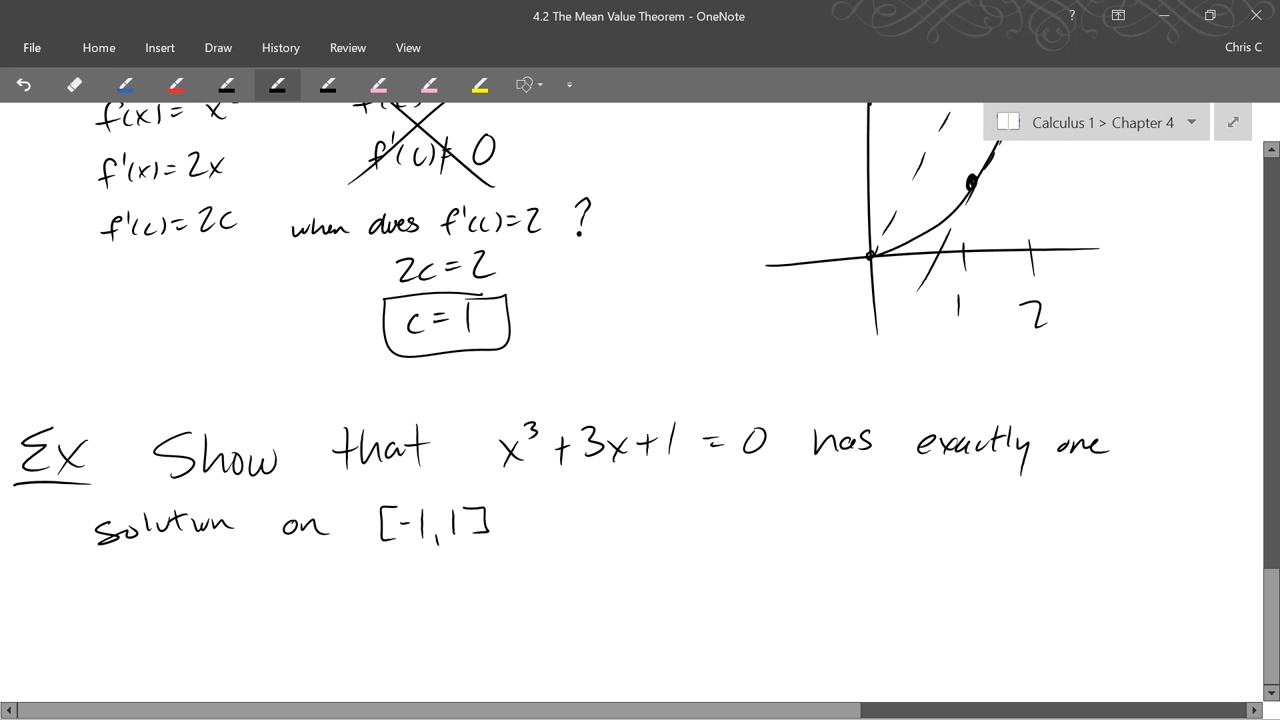 4.2 The Mean Value Theorem - OneNote
?
File Home Insert Draw History Review View
Chris C
Calculus 1 > Chapter 4
f(x) = x
f'(c) ≠ 0
f'(x) = 2x
f'(c) = 2c when does f'(c) = 2 ?
2c = 2
c = 1
1 2
Ex Show that x³ + 3x + 1 = 0 has exactly one
solution on [-1, 1]